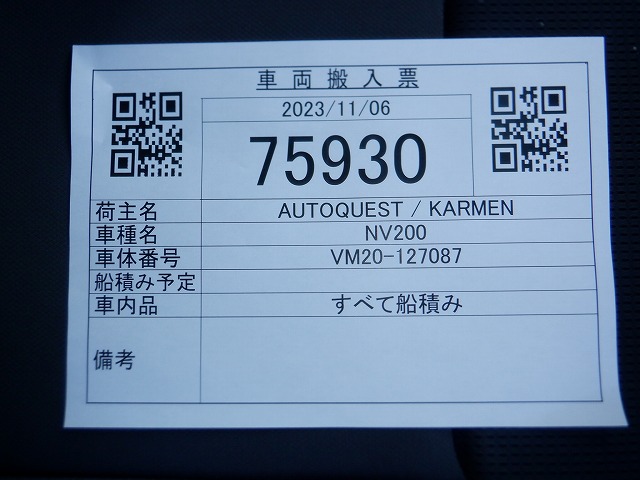 車両搬入票
2023/11/06
75930
荷主名 AUTOQUEST / KARMEN
車種名 NV200
車体番号 VM20-127087
船積み予定
車内品 すべて船積み
備考